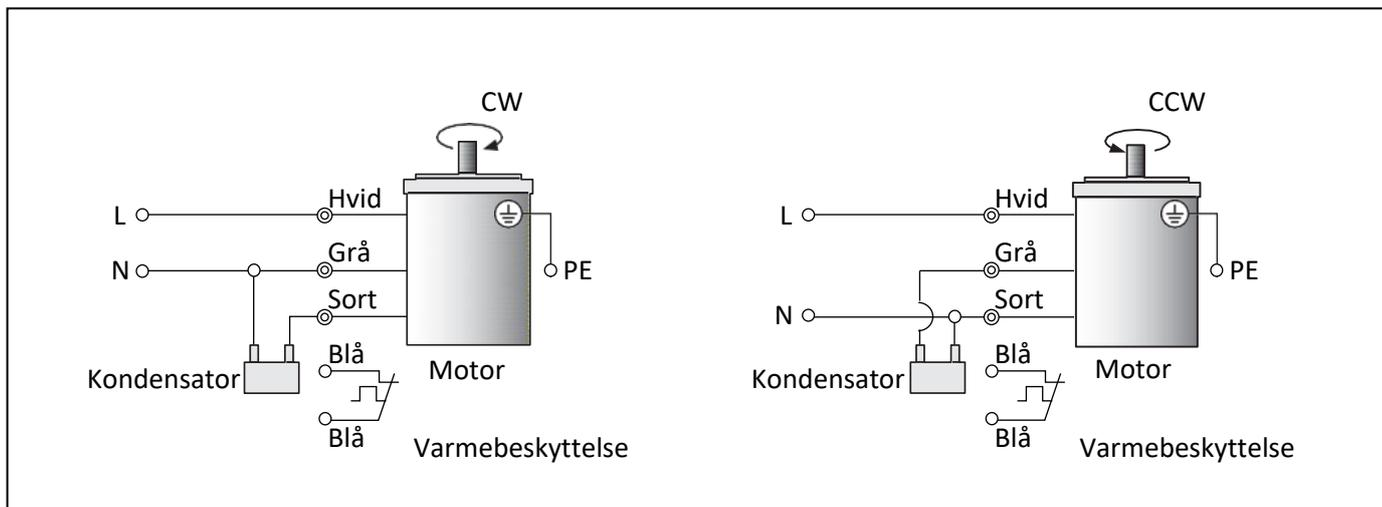 CW
Hvid
L
Grå
N
PE
Sort
Blå
Motor
Kondensator
Blå
Varmebeskyttelse
CCW
Hvid
L
Grå
PE
Sort
N
Blå
Motor
Kondensator
Blå
Varmebeskyttelse